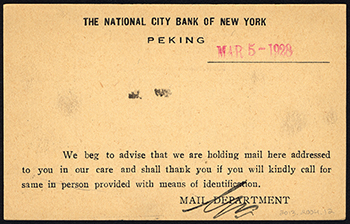 THE NATIONAL CITY BANK OF NEW YORK
PEKING
MAR 5-1928
We beg to advise that we are holding mail here addressed
to you in our care and shall thank you if you will kindly call for
same in person provided with means of identification.
MAIL DEPARTMENT